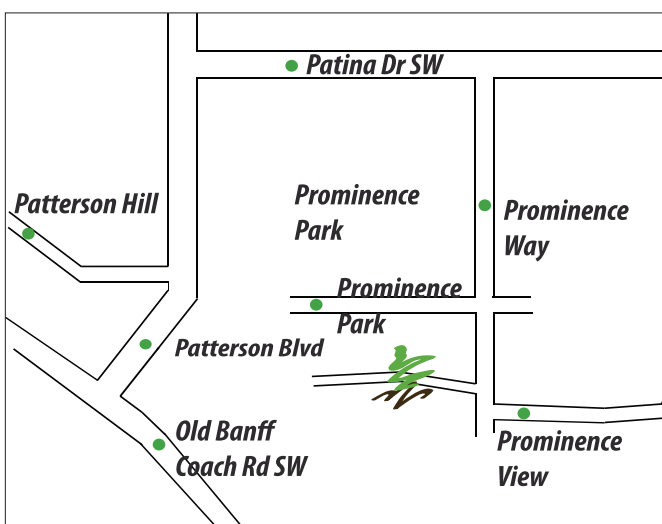 Patina Dr SW
Patterson Hill
Prominence
Park
Prominence
Way
Prominence
Park
Patterson Blvd
Old Banff
Coach Rd SW
Prominence
View